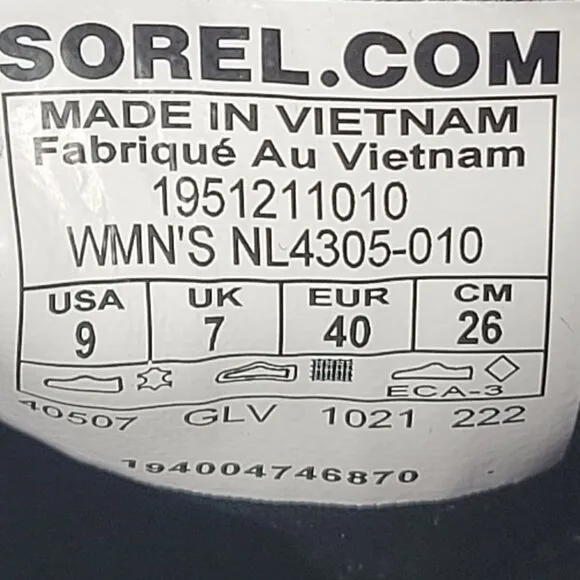 SOREL.COM
MADE IN VIETNAM
Fabriqué Au Vietnam
1951211010
WMN'S NL4305-010
USA UK EUR CM
9 7 40 26
ECA-3
40507 GLV 1021 222
194004746870